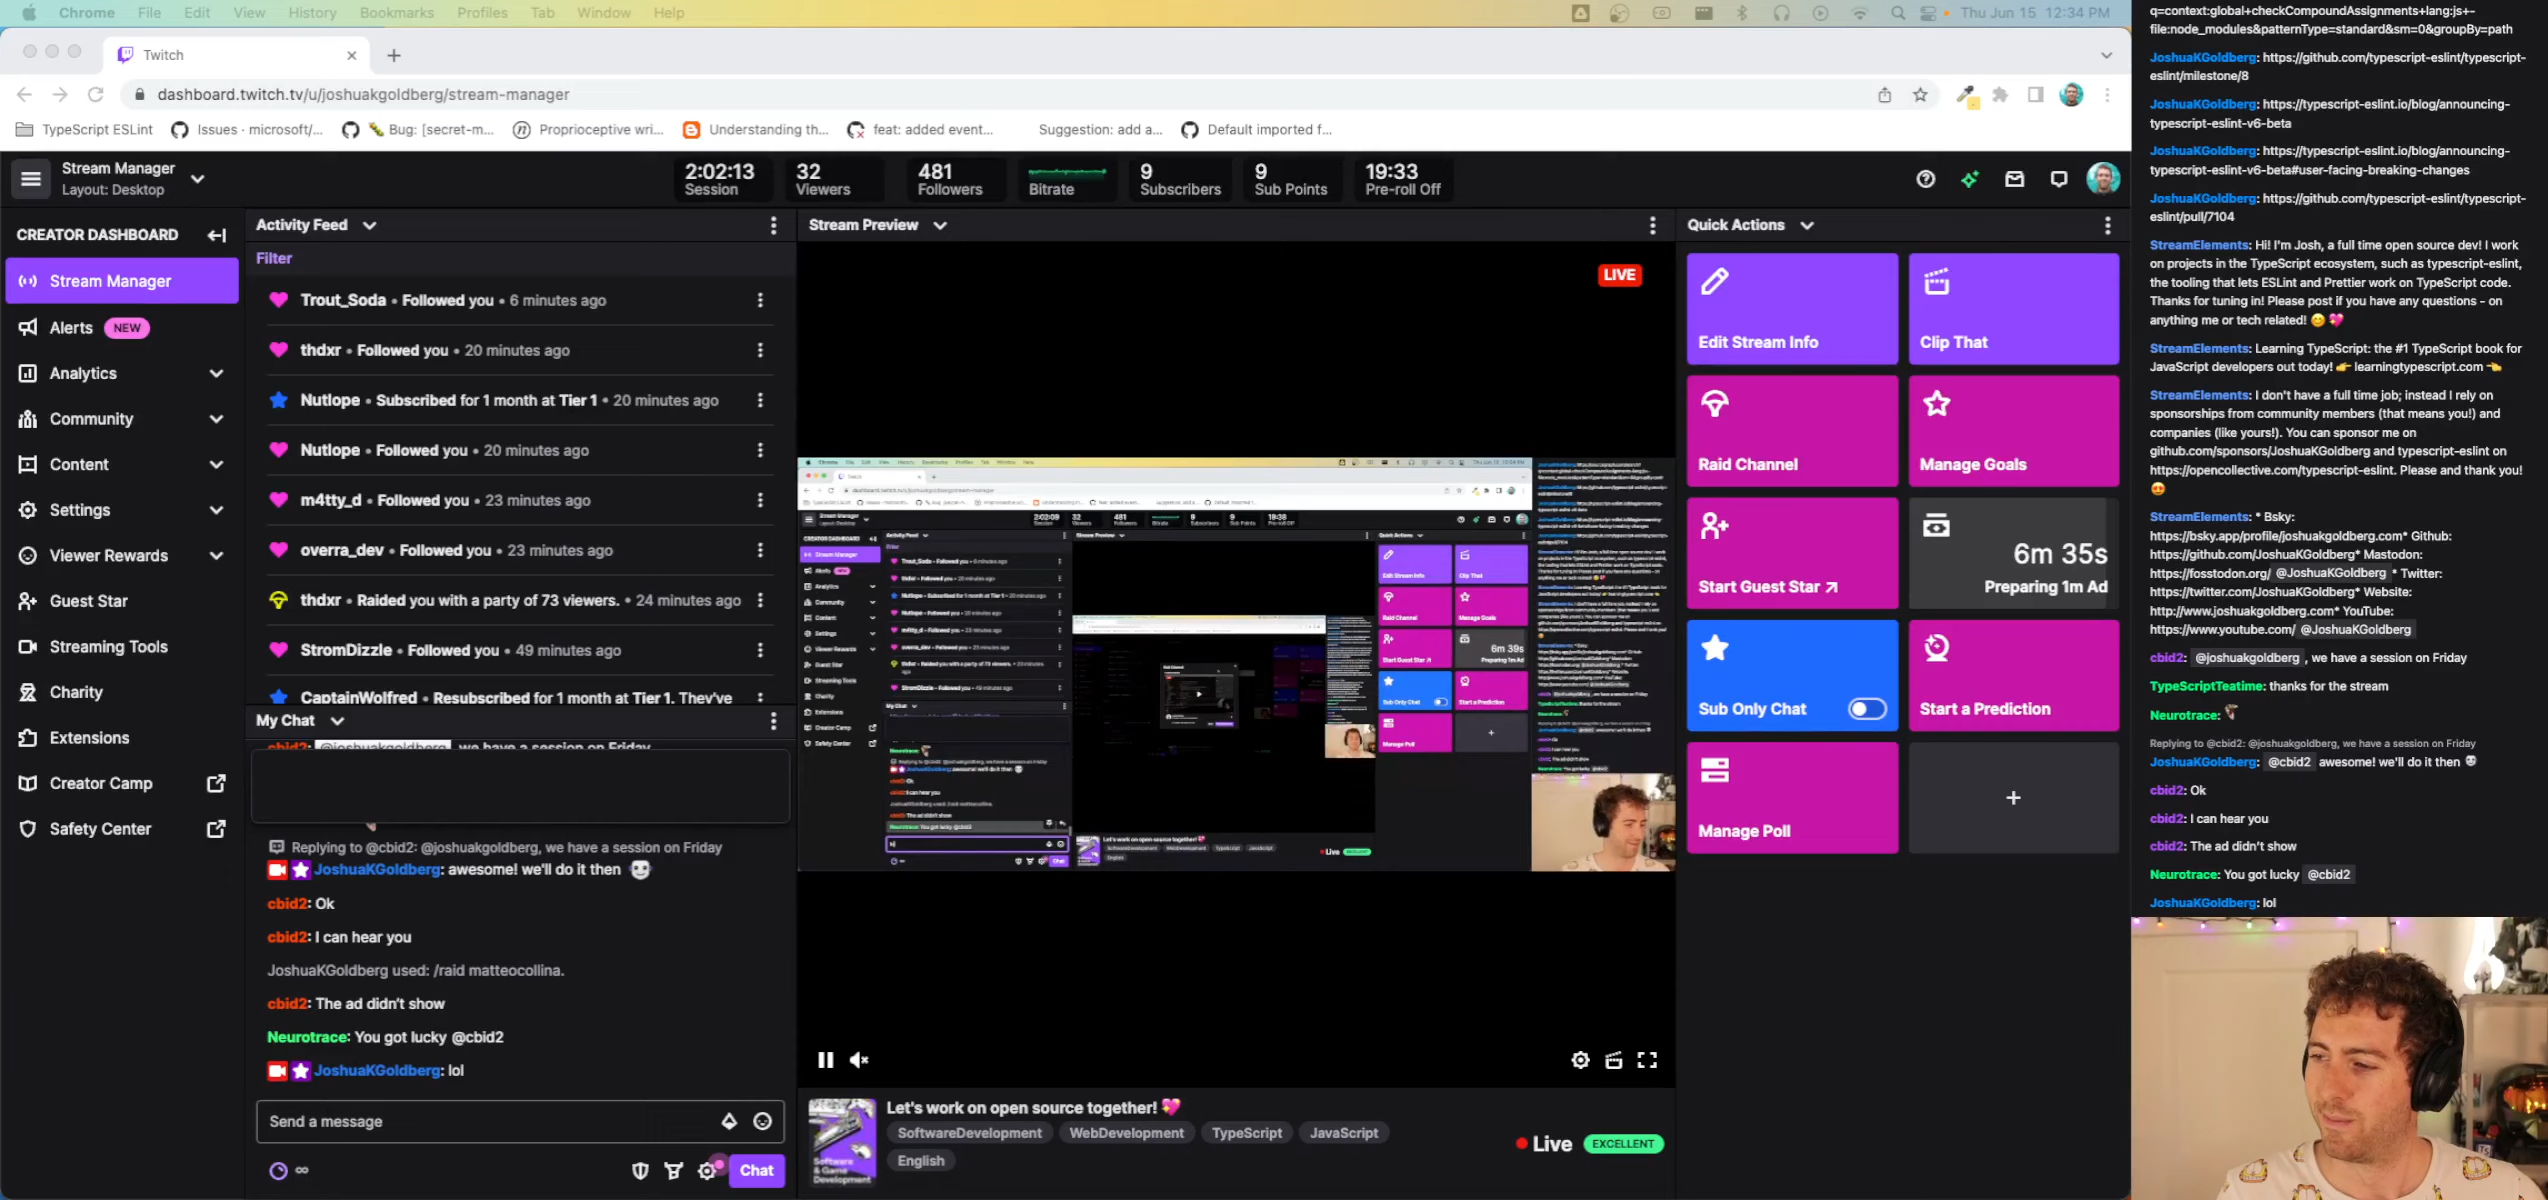 Chrome File Edit View History Bookmarks Profiles Tab Window Help
Thu Jun 15 12:34 PM
Twitch
dashboard.twitch.tv/u/joshuakgoldberg/stream-manager
TypeScript ESLint
Issues · microsoft/...
Bug: [secret-m...
Proprioceptive wri...
Understanding th...
feat: added event...
Suggestion: add a...
Default imported f...
Stream Manager
Layout: Desktop
2:02:13
Session
32
Viewers
481
Followers
Bitrate
9
Subscribers
9
Sub Points
19:33
Pre-roll Off
CREATOR DASHBOARD
Stream Manager
Alerts NEW
Analytics
Community
Content
Settings
Viewer Rewards
Guest Star
Streaming Tools
Charity
Extensions
Creator Camp
Safety Center
Activity Feed
Filter
Trout_Soda • Followed you • 6 minutes ago
thdxr • Followed you • 20 minutes ago
Nutlope • Subscribed for 1 month at Tier 1 • 20 minutes ago
Nutlope • Followed you • 20 minutes ago
m4tty_d • Followed you • 23 minutes ago
overra_dev • Followed you • 23 minutes ago
thdxr • Raided you with a party of 73 viewers. • 24 minutes ago
StromDizzle • Followed you • 49 minutes ago
CaptainWolfred • Resubscribed for 1 month at Tier 1. They've
My Chat
cbid2: @joshuakgoldberg, we have a session on Friday
Replying to @cbid2: @joshuakgoldberg, we have a session on Friday
JoshuaKGoldberg: awesome! we'll do it then
cbid2: Ok
cbid2: I can hear you
JoshuaKGoldberg used: /raid matteocollina.
cbid2: The ad didn't show
Neurotrace: You got lucky @cbid2
JoshuaKGoldberg: lol
Send a message
∞
Chat
Stream Preview
LIVE
Let's work on open source together! 💖
SoftwareDevelopment WebDevelopment TypeScript JavaScript
English
Live EXCELLENT
Software
& Game
Development
Quick Actions
Edit Stream Info
Clip That
Raid Channel
Manage Goals
Start Guest Star
6m 35s
Preparing 1m Ad
Sub Only Chat
Start a Prediction
Manage Poll
q=context:global+checkCompoundAssignments+lang:js+-
file:node_modules&patternType=standard&sm=0&groupBy=path
JoshuaKGoldberg: https://github.com/typescript-eslint/typescript-
eslint/milestone/8
JoshuaKGoldberg: https://typescript-eslint.io/blog/announcing-
typescript-eslint-v6-beta
JoshuaKGoldberg: https://typescript-eslint.io/blog/announcing-
typescript-eslint-v6-beta#user-facing-breaking-changes
JoshuaKGoldberg: https://github.com/typescript-eslint/typescript-
eslint/pull/7104
StreamElements: Hi! I'm Josh, a full time open source dev! I work
on projects in the TypeScript ecosystem, such as typescript-eslint,
the tooling that lets ESLint and Prettier work on TypeScript code.
Thanks for tuning in! Please post if you have any questions - on
anything me or tech related! 😊 💖
StreamElements: Learning TypeScript: the #1 TypeScript book for
JavaScript developers out today! 👉 learningtypescript.com 👈
StreamElements: I don't have a full time job; instead I rely on
sponsorships from community members (that means you!) and
companies (like yours!). You can sponsor me on
github.com/sponsors/JoshuaKGoldberg and typescript-eslint on
https://opencollective.com/typescript-eslint. Please and thank you!
😍
StreamElements: * Bsky:
https://bsky.app/profile/joshuakgoldberg.com* Github:
https://github.com/JoshuaKGoldberg* Mastodon:
https://fosstodon.org/ @JoshuaKGoldberg * Twitter:
https://twitter.com/JoshuaKGoldberg* Website:
http://www.joshuakgoldberg.com* YouTube:
https://www.youtube.com/ @JoshuaKGoldberg
cbid2: @joshuakgoldberg , we have a session on Friday
TypeScriptTeatime: thanks for the stream
Neurotrace:
Replying to @cbid2: @joshuakgoldberg, we have a session on Friday
JoshuaKGoldberg: @cbid2 awesome! we'll do it then
cbid2: Ok
cbid2: I can hear you
cbid2: The ad didn't show
Neurotrace: You got lucky @cbid2
JoshuaKGoldberg: lol